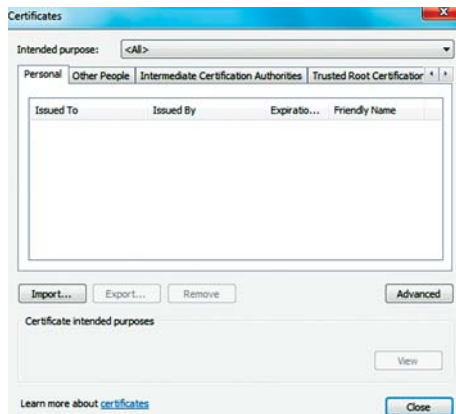 Certificates
Intended purpose: <All>
Personal Other People Intermediate Certification Authorities Trusted Root Certification
Issued To Issued By Expiratio... Friendly Name
Import... Export... Remove Advanced
Certificate intended purposes
View
Learn more about certificates
Close